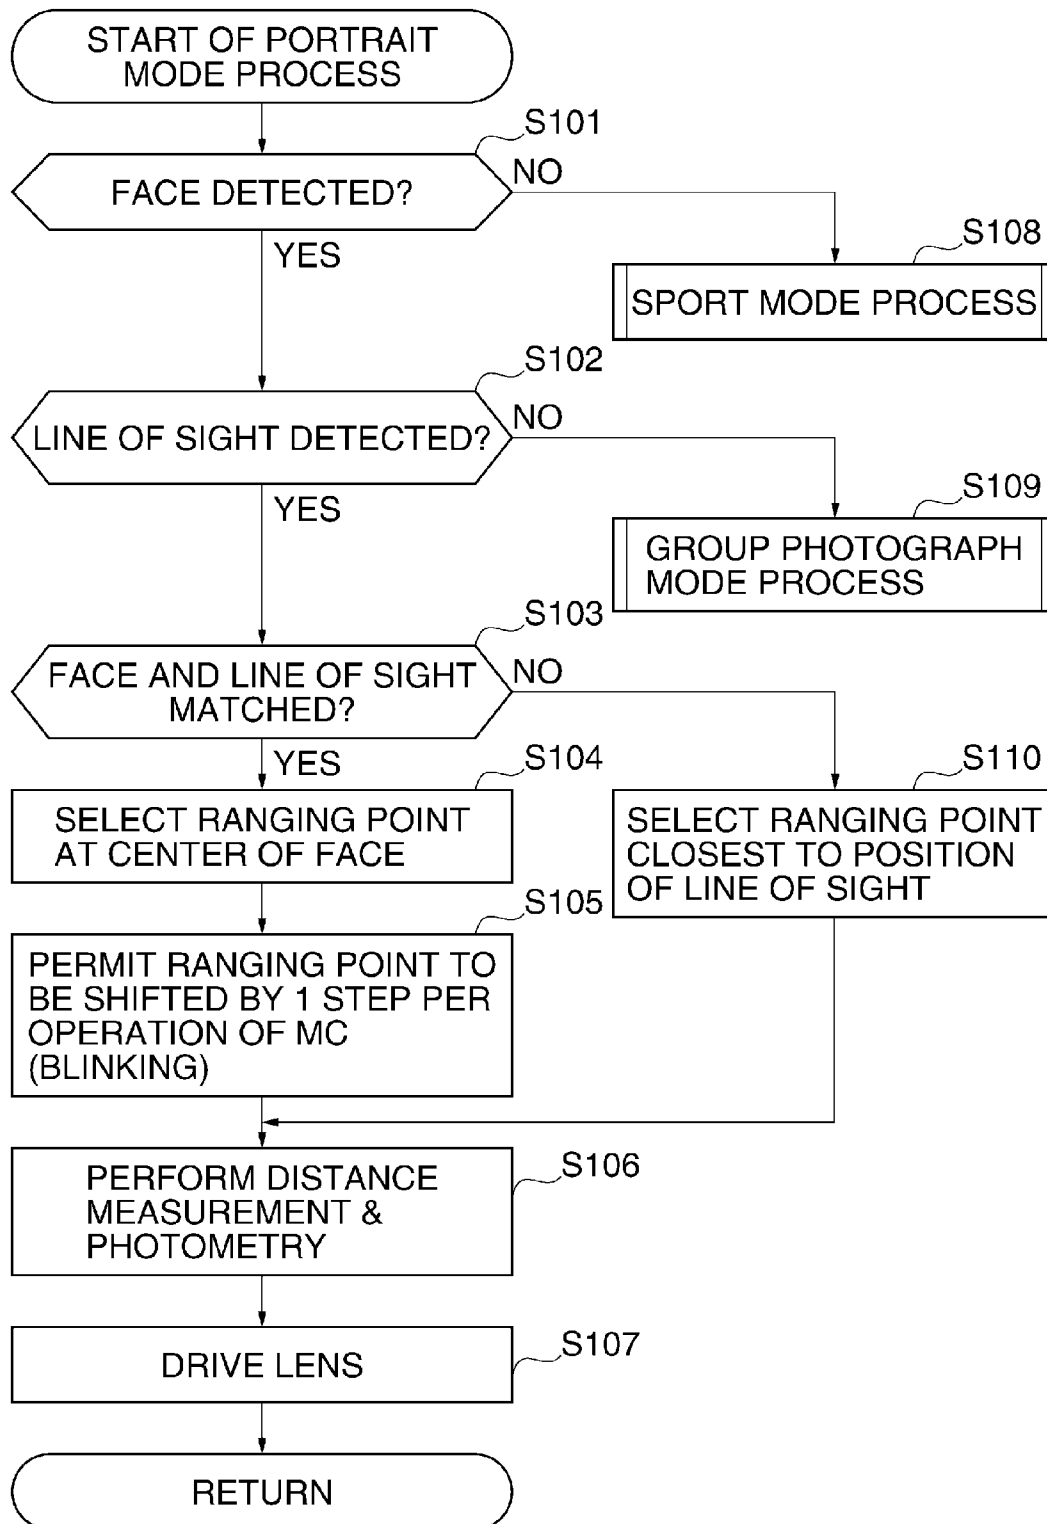 START OF PORTRAIT
MODE PROCESS
S101
FACE DETECTED?
NO
YES
S108
SPORT MODE PROCESS
S102
LINE OF SIGHT DETECTED?
NO
YES
S109
GROUP PHOTOGRAPH
MODE PROCESS
S103
FACE AND LINE OF SIGHT
MATCHED?
NO
YES
S104
SELECT RANGING POINT
AT CENTER OF FACE
S110
SELECT RANGING POINT
CLOSEST TO POSITION
OF LINE OF SIGHT
S105
PERMIT RANGING POINT TO
BE SHIFTED BY 1 STEP PER
OPERATION OF MC
(BLINKING)
S106
PERFORM DISTANCE
MEASUREMENT &
PHOTOMETRY
S107
DRIVE LENS
RETURN